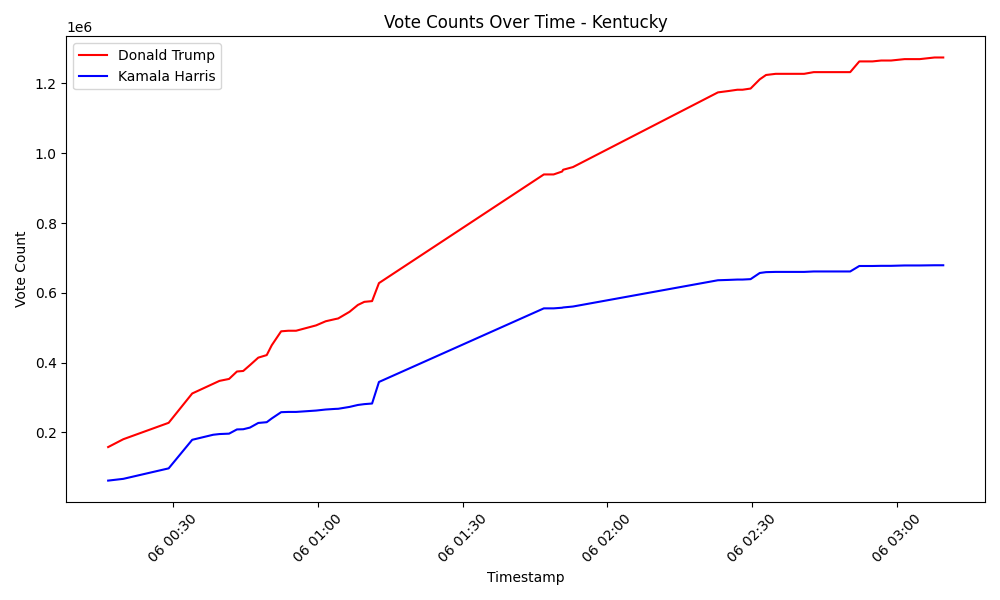 Vote Counts Over Time - Kentucky
1e6
Donald Trump
Kamala Harris
1.2
1.0
0.8
0.6
0.4
0.2
Vote Count
06 00:30
06 01:00
06 01:30
06 02:00
06 02:30
06 03:00
Timestamp